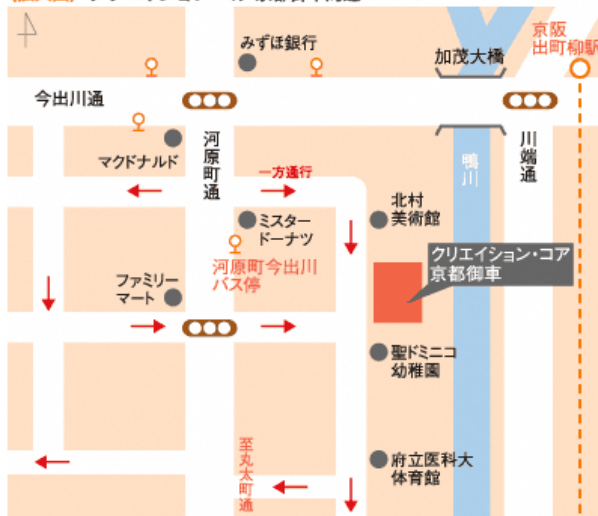 みずほ銀行
加茂大橋
京阪
出町柳駅
今出川通
マクドナルド
河原町通
一方通行
鴨川
川端通
北村
美術館
ミスター
ドーナツ
河原町今出川
バス停
クリエイション・コア
京都御車
ファミリー
マート
聖ドミニコ
幼稚園
至丸太町通
府立医科大
体育館